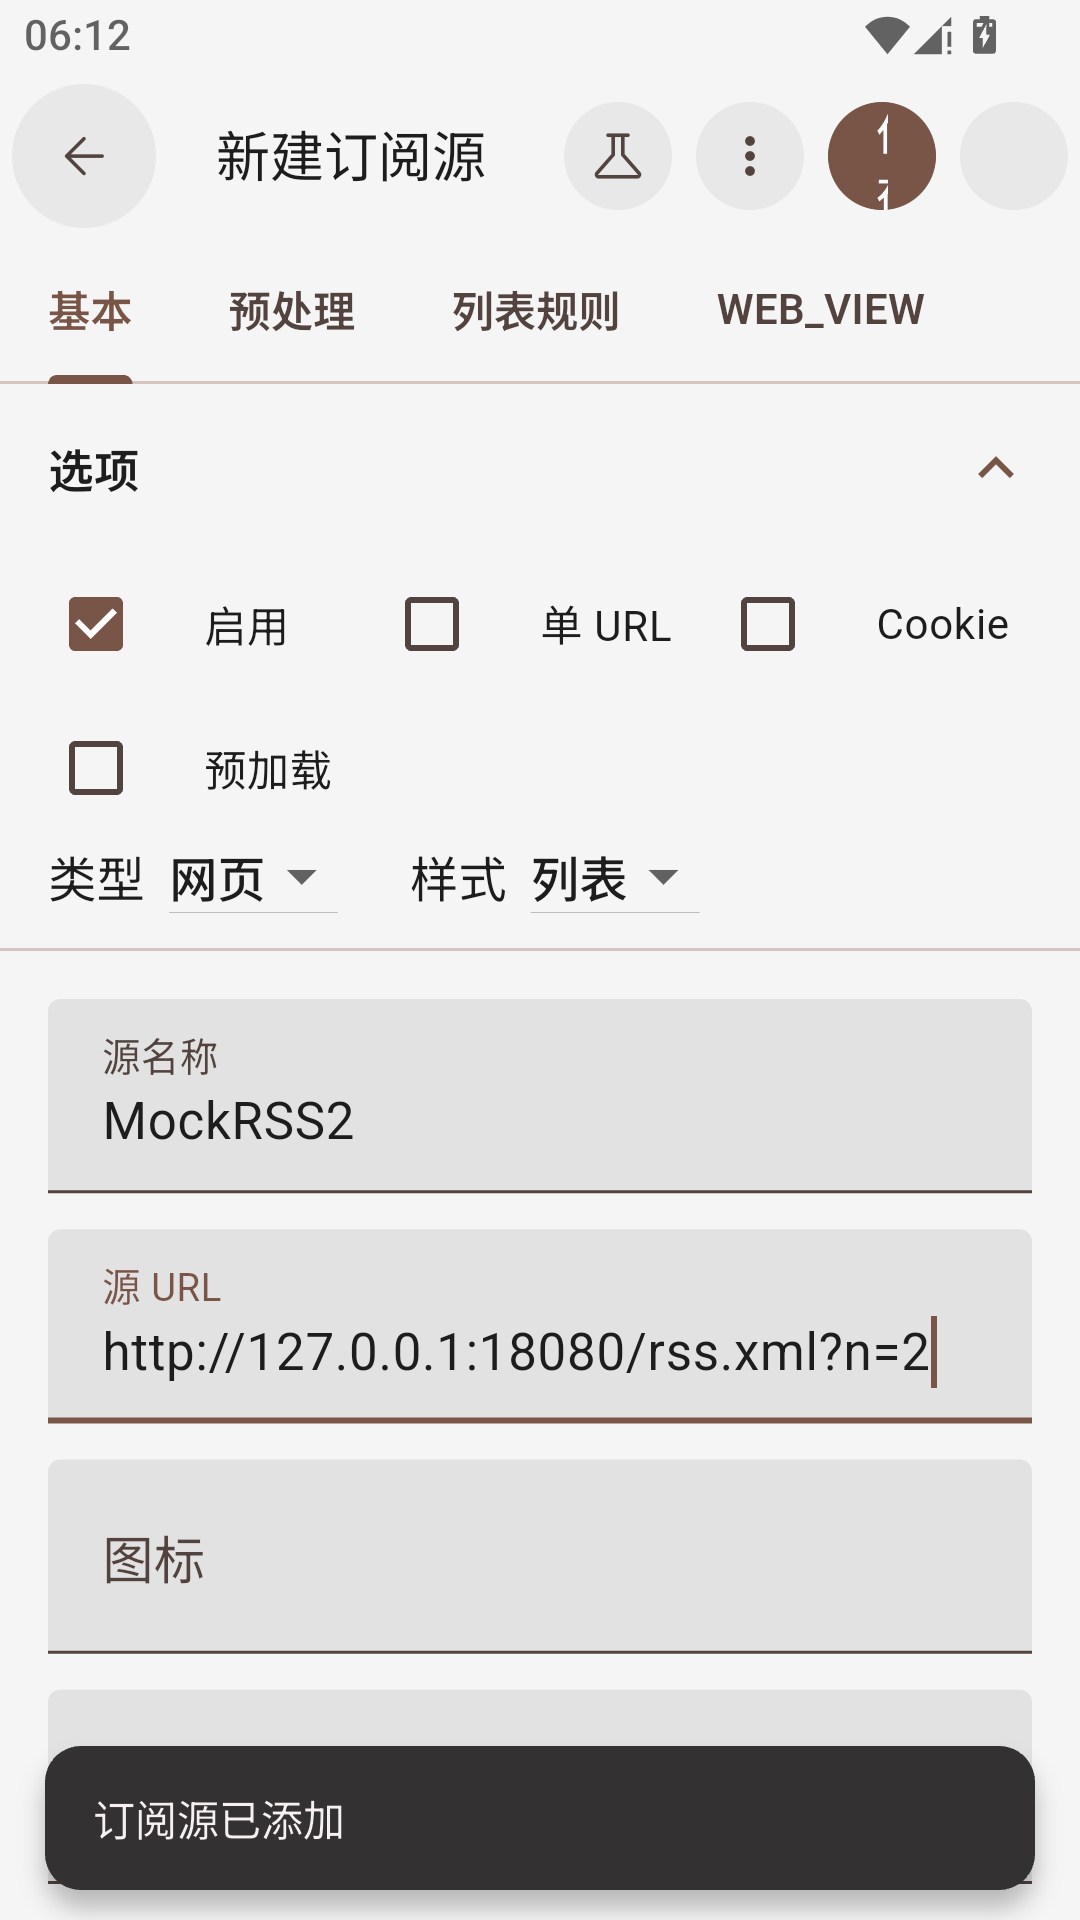 06:12
新建订阅源
基本 预处理 列表规则 WEB_VIEW
选项
启用 单 URL Cookie
预加载
类型 网页 样式 列表
源名称
MockRSS2
源 URL
http://127.0.0.1:18080/rss.xml?n=2
图标
订阅源已添加